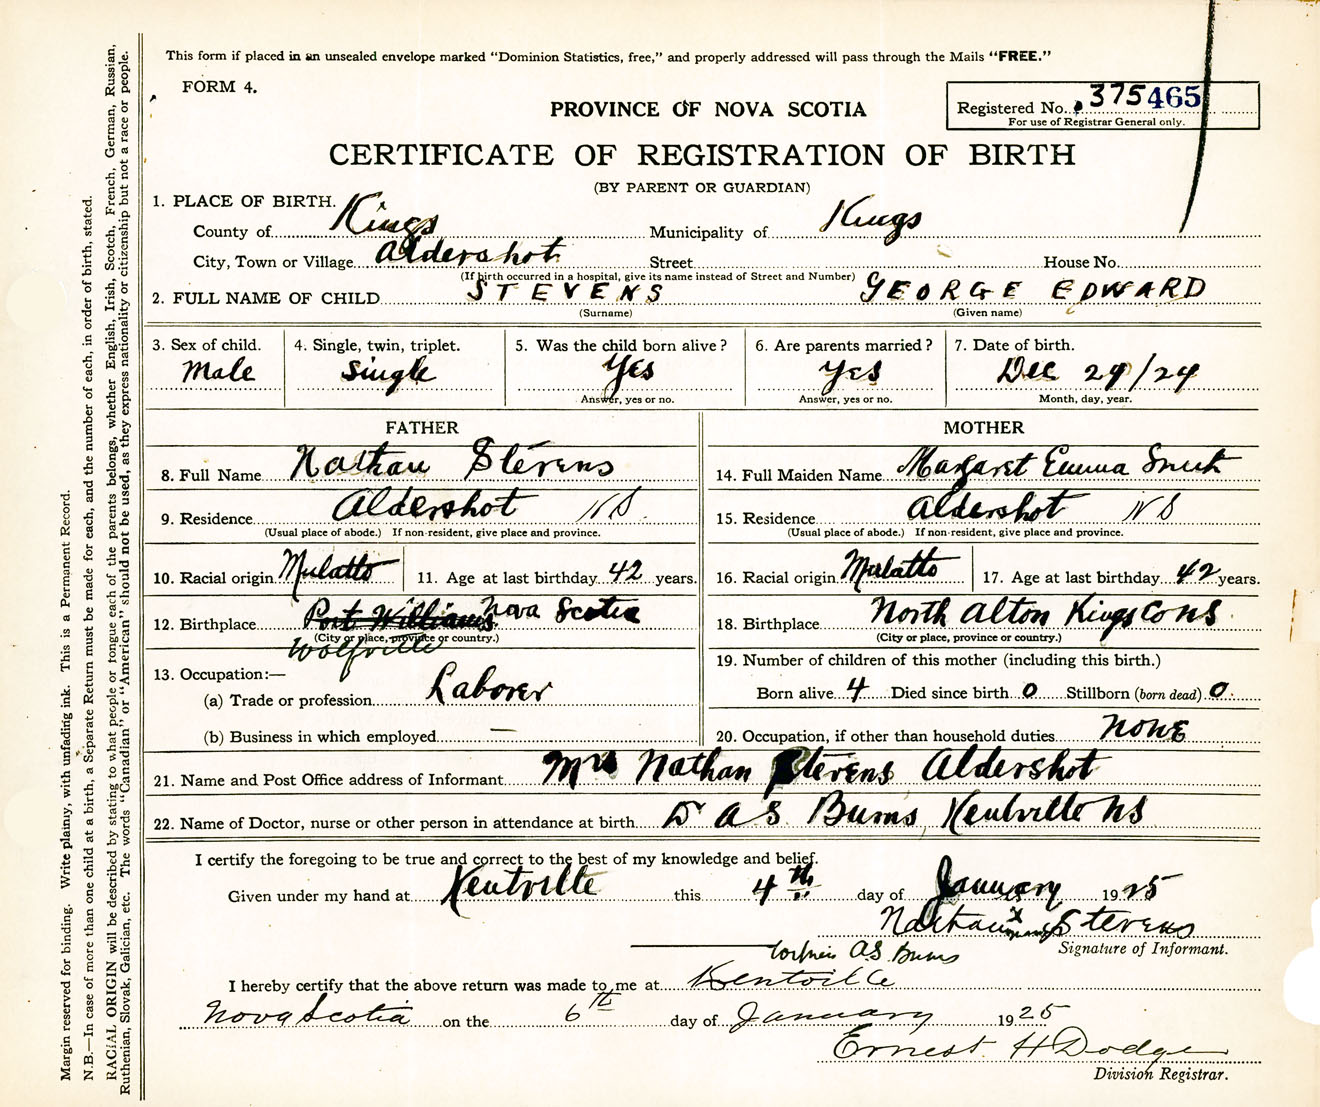 This form if placed in an unsealed envelope marked "Dominion Statistics, free," and properly addressed will pass through the Mails "FREE."
FORM 4.
PROVINCE OF NOVA SCOTIA
Registered No. 375465
For use of Registrar General only.
CERTIFICATE OF REGISTRATION OF BIRTH
(BY PARENT OR GUARDIAN)
1. PLACE OF BIRTH.
County of Kings Municipality of Kings
City, Town or Village Aldershot Street House No.
(If birth occurred in a hospital, give its name instead of Street and Number)
2. FULL NAME OF CHILD STEVENS GEORGE EDWARD
(Surname) (Given name)
3. Sex of child. 4. Single, twin, triplet. 5. Was the child born alive? 6. Are parents married? 7. Date of birth.
Male Single Yes Yes Dec 29/24
Answer, yes or no. Answer, yes or no. Month, day, year.
FATHER MOTHER
8. Full Name Nathan Stevens 14. Full Maiden Name Margaret Emma Smith
9. Residence Aldershot NS. 15. Residence Aldershot NS
(Usual place of abode.) If non-resident, give place and province. (Usual place of abode.) If non-resident, give place and province.
10. Racial origin Mulatto 11. Age at last birthday 42 years. 16. Racial origin Mulatto 17. Age at last birthday 42 years.
12. Birthplace Port Williams Nova Scotia 18. Birthplace North Alton Kings Co NS
(City or place, province or country.) (City or place, province or country.)
Wolfville
13. Occupation:— 19. Number of children of this mother (including this birth.)
(a) Trade or profession Laborer Born alive 4 Died since birth 0 Stillborn (born dead) 0.
(b) Business in which employed — 20. Occupation, if other than household duties None
21. Name and Post Office address of Informant Mrs Nathan Stevens Aldershot
22. Name of Doctor, nurse or other person in attendance at birth Dr A S. Burns, Kentville NS
I certify the foregoing to be true and correct to the best of my knowledge and belief.
Given under my hand at Kentville this 4th day of January 1925
Nathan x Stevens
Signature of Informant.
A.S. Burns
I hereby certify that the above return was made to me at Kentville
Nova Scotia on the 6th day of January 1925
Ernest H Dodge
Division Registrar.
Margin reserved for binding. Write plainly, with unfading ink. This is a Permanent Record.
N.B.—In case of more than one child at a birth, a Separate Return must be made for each, and the number of each, in order of birth, stated.
RACIAL ORIGIN will be described by stating to what people or tongue each of the parents belongs, whether English, Irish, Scotch, French, German, Russian,
Ruthenian, Slovak, Galician, etc. The words "Canadian" or "American" should not be used, as they express nationality or citizenship but not a race or people.